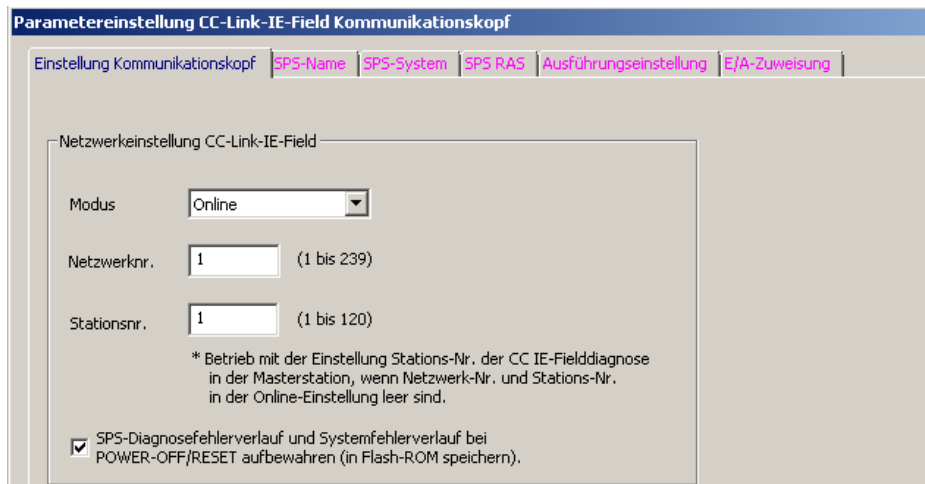 Parametereinstellung CC-Link-IE-Field Kommunikationskopf
Einstellung Kommunikationskopf SPS-Name SPS-System SPS RAS Ausführungseinstellung E/A-Zuweisung
Netzwerkeinstellung CC-Link-IE-Field
Modus Online
Netzwerknr. 1 (1 bis 239)
Stationsnr. 1 (1 bis 120)
* Betrieb mit der Einstellung Stations-Nr. der CC IE-Fielddiagnose
in der Masterstation, wenn Netzwerk-Nr. und Stations-Nr.
in der Online-Einstellung leer sind.
SPS-Diagnosefehlerverlauf und Systemfehlerverlauf bei
POWER-OFF/RESET aufbewahren (in Flash-ROM speichern).